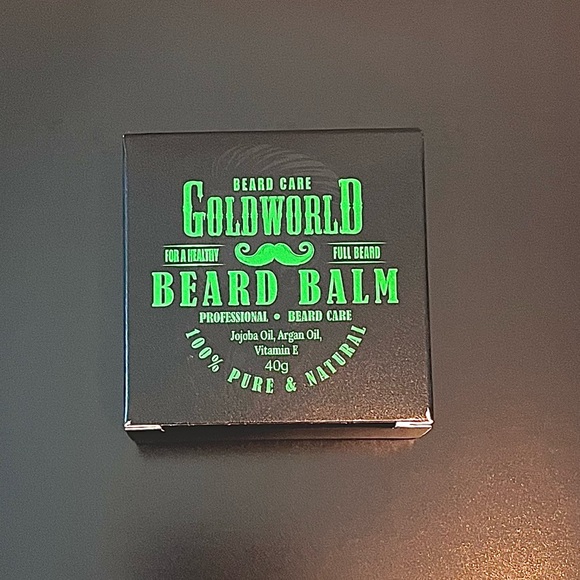 BEARD CARE
GOLDWORLD
FOR A HEALTHY FULL BEARD
BEARD BALM
PROFESSIONAL • BEARD CARE
Jojoba Oil, Argan Oil,
Vitamin E
40g
100% PURE & NATURAL